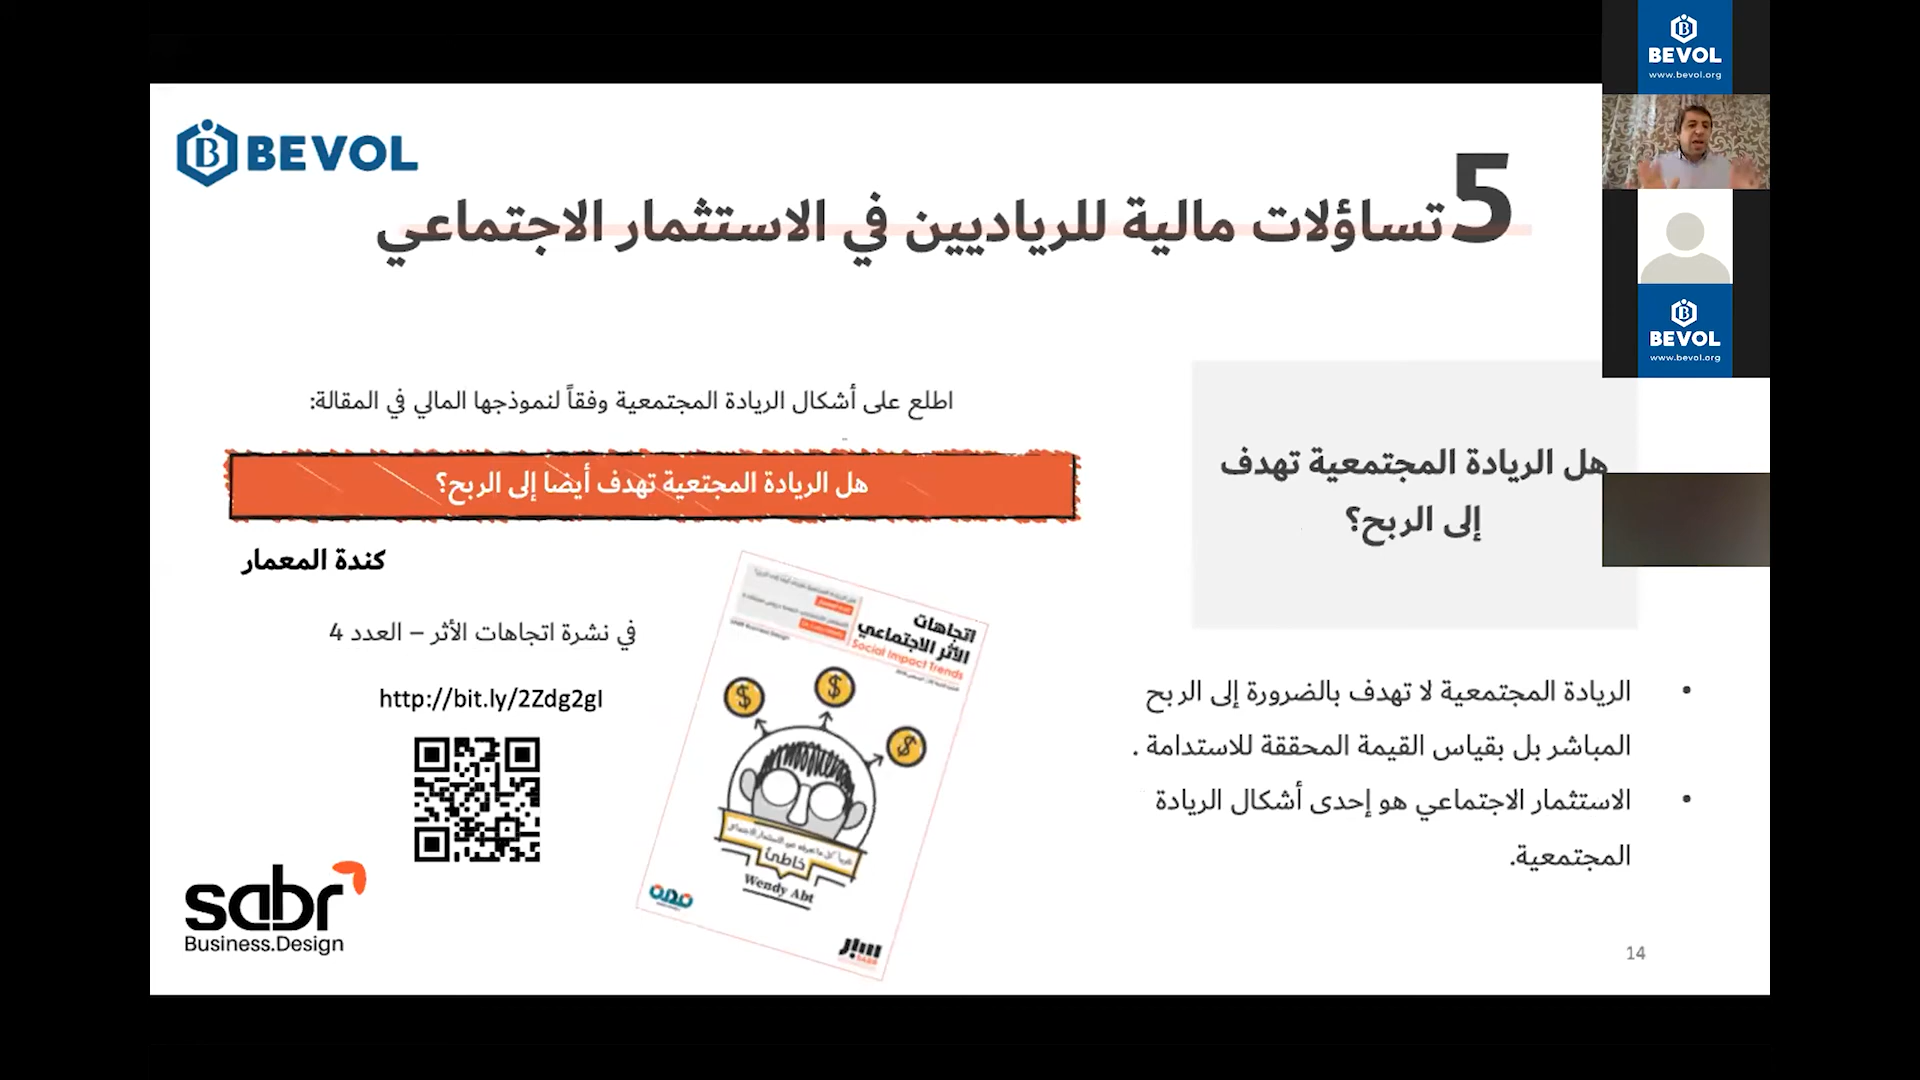 BEVOL
5 تساؤلات مالية للرياديين في الاستثمار الاجتماعي
هل الريادة المجتمعية تهدف
إلى الربح؟
• الريادة المجتمعية لا تهدف بالضرورة إلى الربح
المباشر بل بقياس القيمة المحققة للاستدامة .
• الاستثمار الاجتماعي هو إحدى أشكال الريادة
المجتمعية.
اطلع على أشكال الريادة المجتمعية وفقاً لنموذجها المالي في المقالة:
هل الريادة المجتعية تهدف أيضا إلى الربح؟
كندة المعمار
في نشرة اتجاهات الأثر – العدد 4
http://bit.ly/2Zdg2gI
اتجاهات
الأثر الاجتماعي
Social Impact Trends
خاطئ
Wendy Abt
سابر
sabr
Business.Design
14
BEVOL
www.bevol.org
BEVOL
www.bevol.org